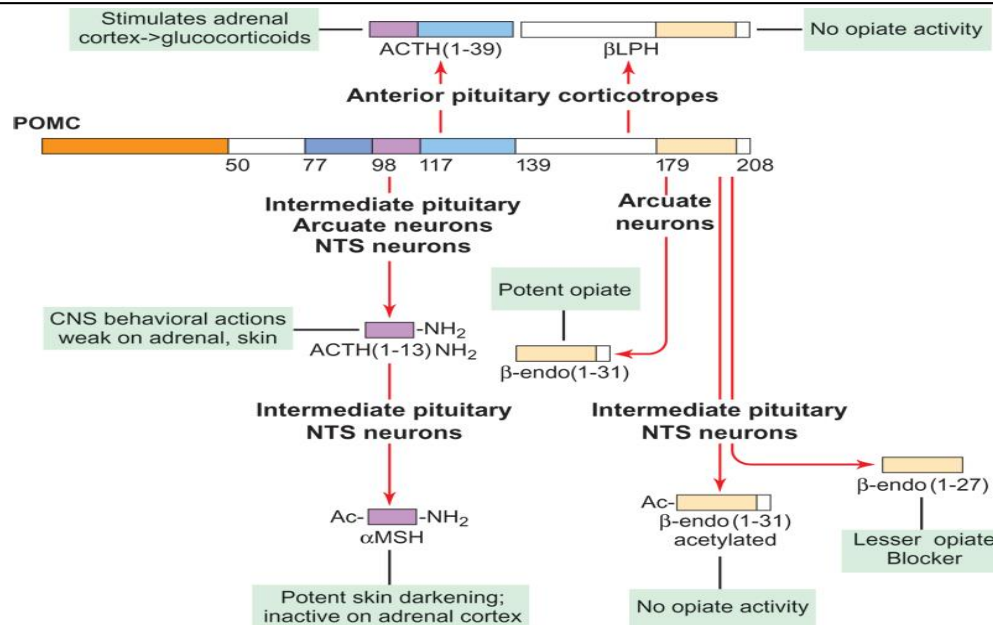 Stimulates adrenal
cortex->glucocorticoids
ACTH(1-39)
βLPH
No opiate activity
Anterior pituitary corticotropes
POMC
50 77 98 117 139 179 208
Intermediate pituitary
Arcuate neurons
NTS neurons
Arcuate
neurons
Potent opiate
CNS behavioral actions
weak on adrenal, skin
-NH₂
ACTH(1-13) NH₂
β-endo(1-31)
Intermediate pituitary
NTS neurons
Intermediate pituitary
NTS neurons
Ac- -NH₂
αMSH
Ac-
β-endo(1-31)
acetylated
β-endo (1-27)
Lesser opiate
Blocker
Potent skin darkening;
inactive on adrenal cortex
No opiate activity